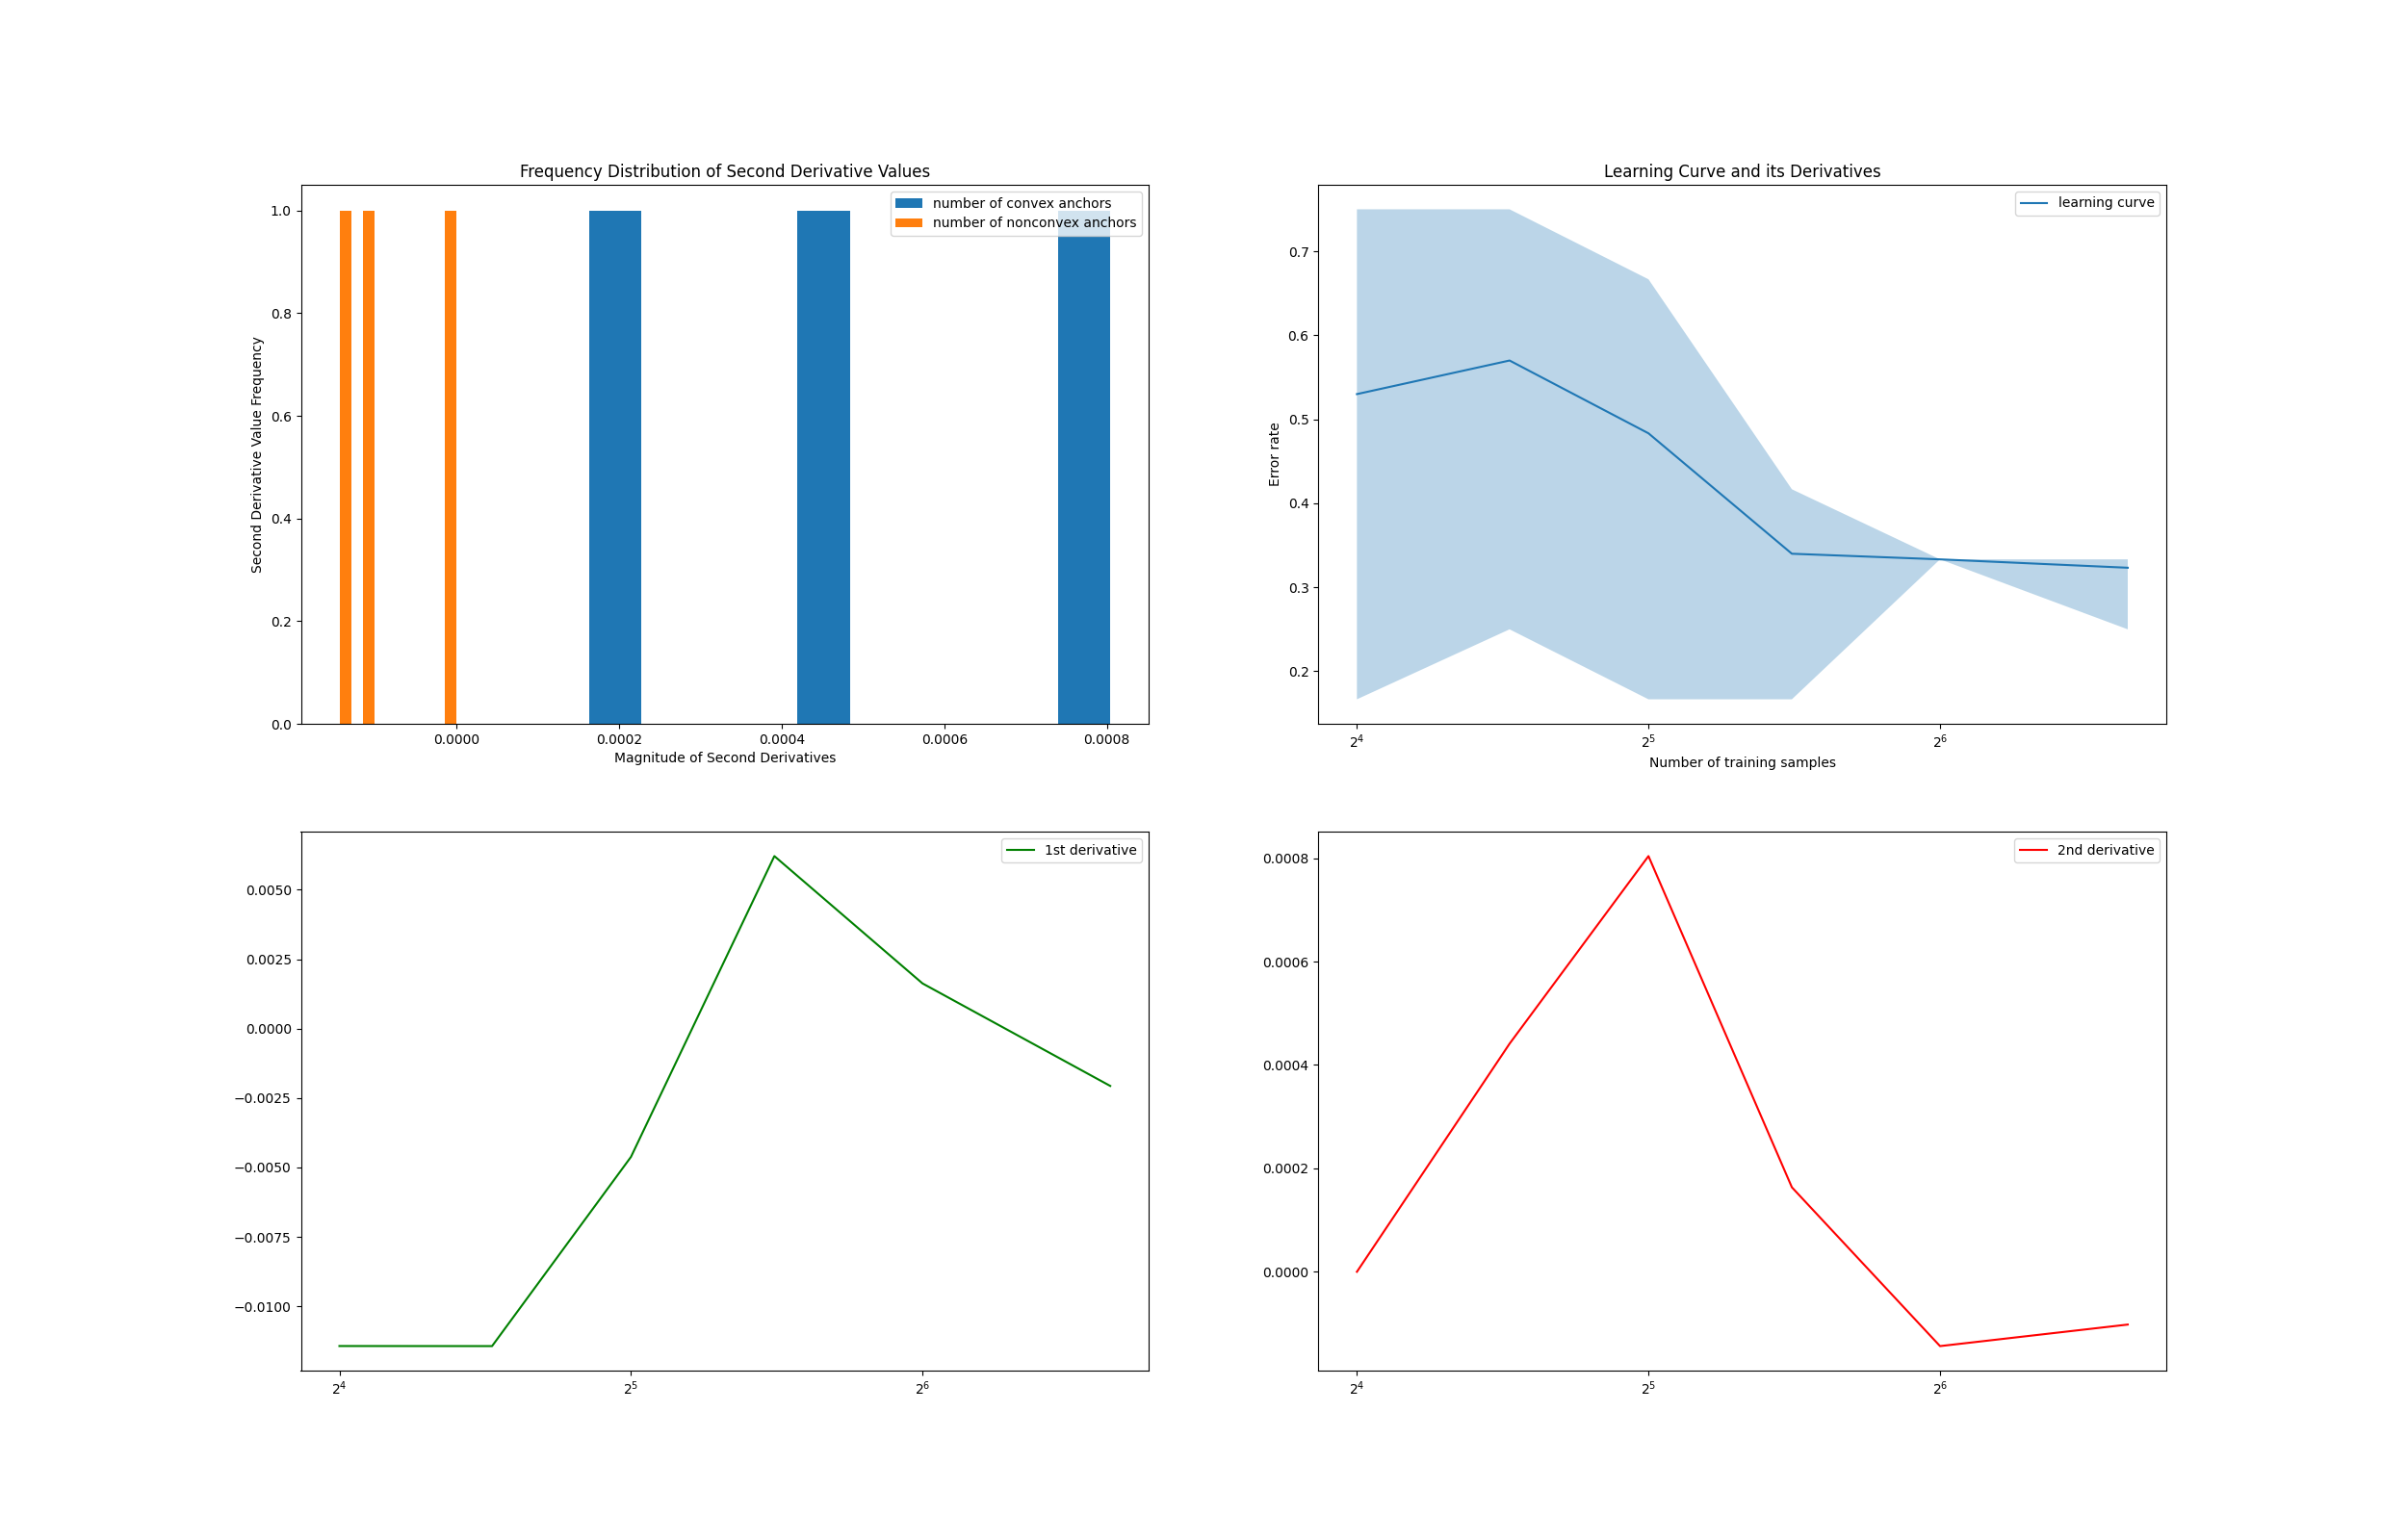 Frequency Distribution of Second Derivative Values
number of convex anchors
number of nonconvex anchors
1.0
0.8
0.6
0.4
0.2
0.0
Second Derivative Value Frequency
0.0000 0.0002 0.0004 0.0006 0.0008
Magnitude of Second Derivatives
Learning Curve and its Derivatives
learning curve
0.7
0.6
0.5
0.4
0.3
0.2
Error rate
2⁴ 2⁵ 2⁶
Number of training samples
1st derivative
0.0050
0.0025
0.0000
−0.0025
−0.0050
−0.0075
−0.0100
2⁴ 2⁵ 2⁶
2nd derivative
0.0008
0.0006
0.0004
0.0002
0.0000
2⁴ 2⁵ 2⁶